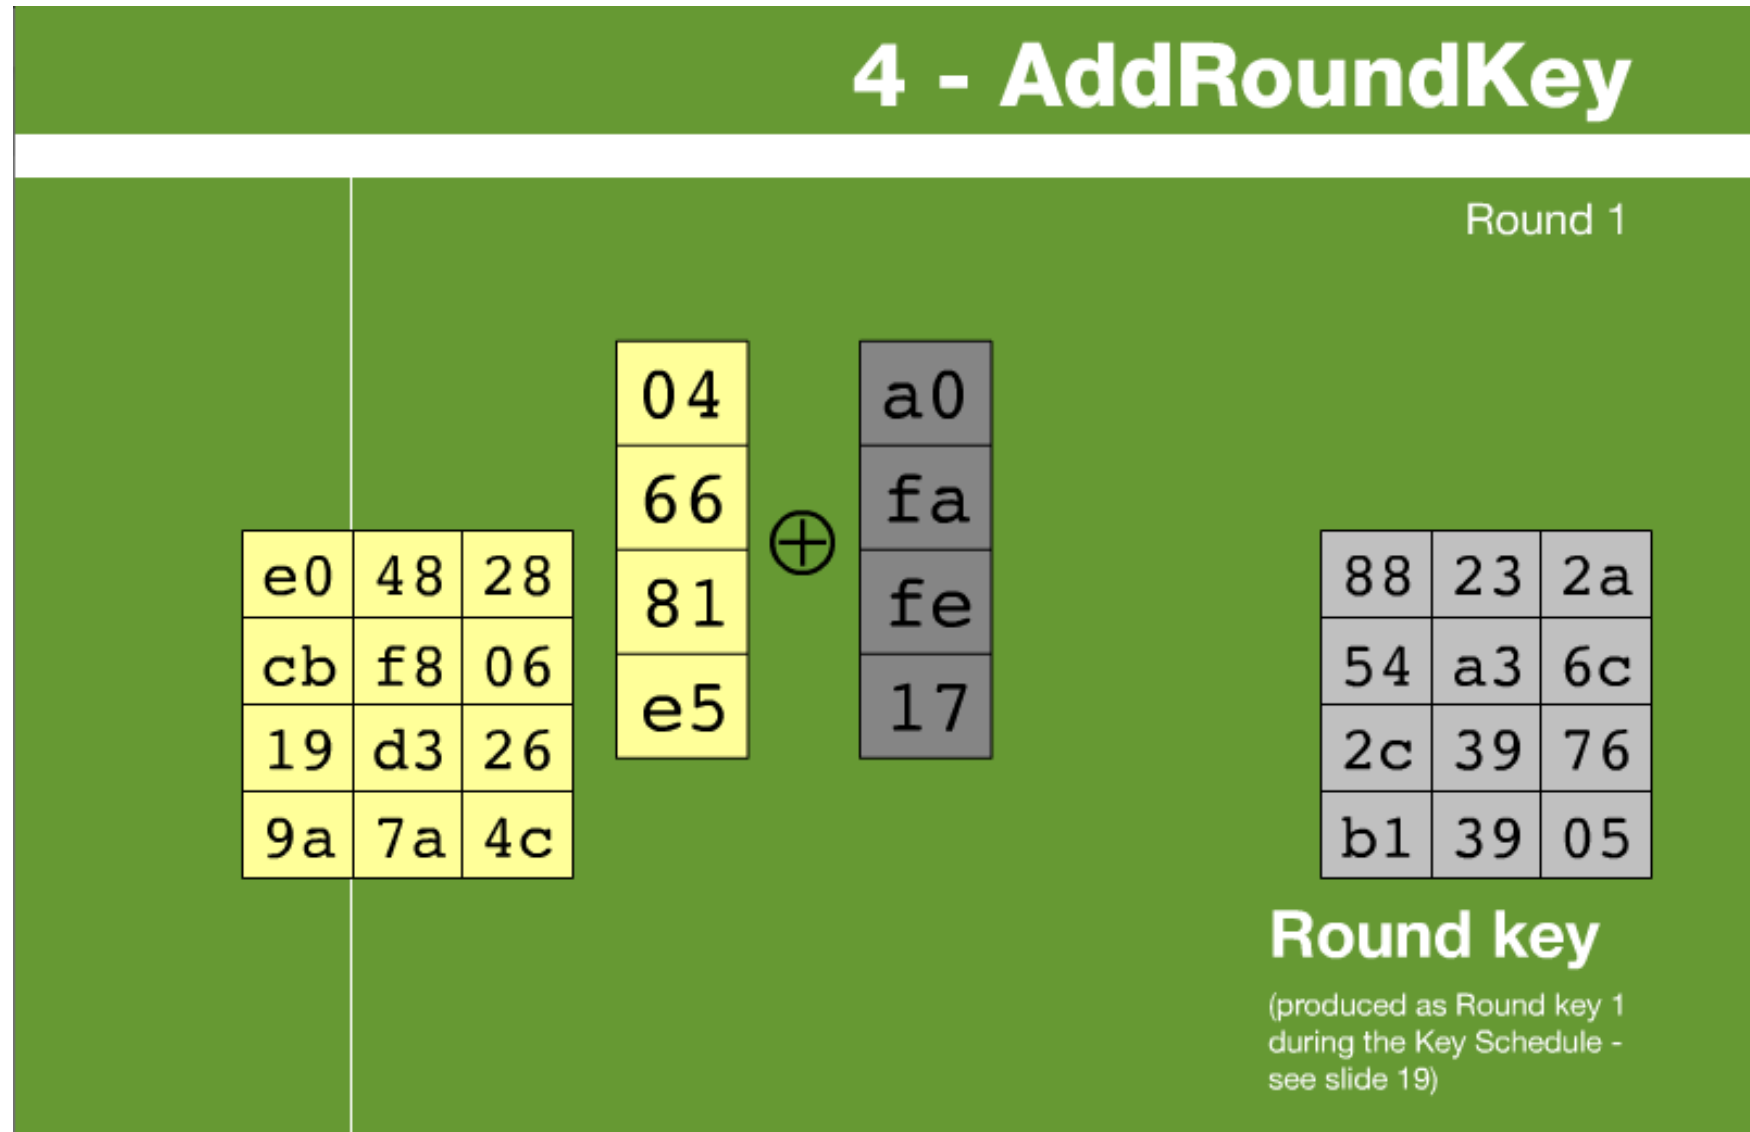 4 - AddRoundKey
Round 1
04
66
81
e5
⊕
a0
fa
fe
17
e0 48 28
cb f8 06
19 d3 26
9a 7a 4c
88 23 2a
54 a3 6c
2c 39 76
b1 39 05
Round key
(produced as Round key 1
during the Key Schedule -
see slide 19)